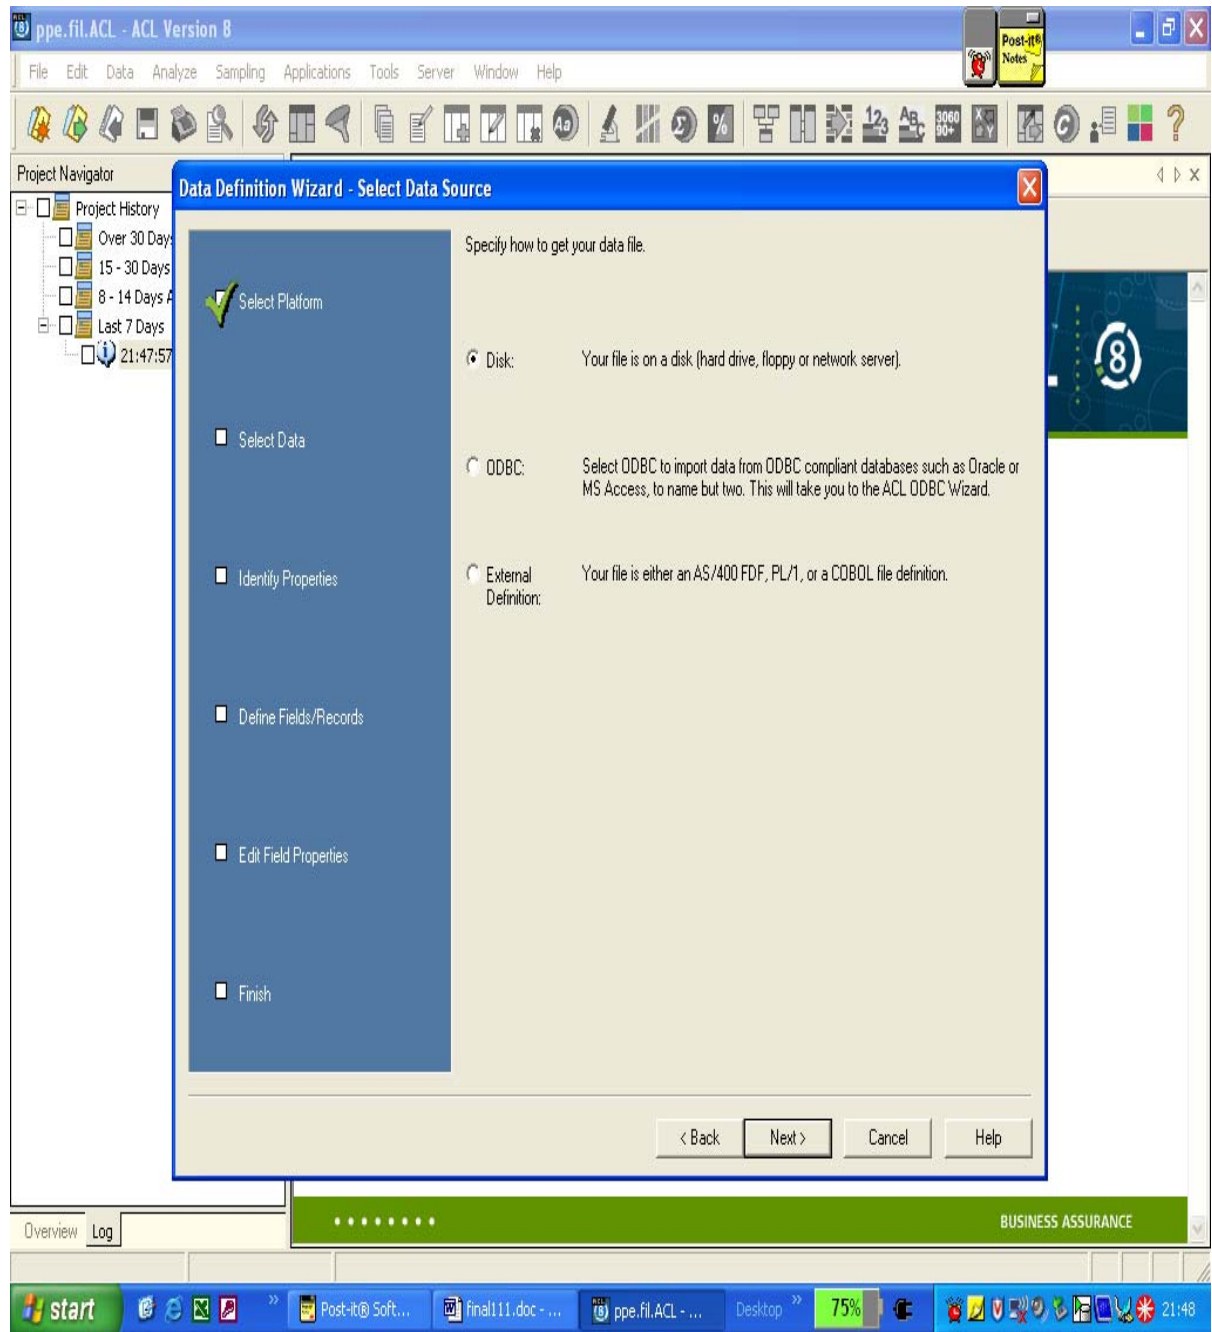 ppe.fil.ACL - ACL Version 8
Post-it®
Notes
File Edit Data Analyze Sampling Applications Tools Server Window Help
Project Navigator
Project History
Over 30 Days
15 - 30 Days
8 - 14 Days A
Last 7 Days
21:47:57
Data Definition Wizard - Select Data Source
Select Platform
Select Data
Identify Properties
Define Fields/Records
Edit Field Properties
Finish
Specify how to get your data file.
Disk: Your file is on a disk (hard drive, floppy or network server).
ODBC: Select ODBC to import data from ODBC compliant databases such as Oracle or
MS Access, to name but two. This will take you to the ACL ODBC Wizard.
External Your file is either an AS/400 FDF, PL/1, or a COBOL file definition.
Definition:
< Back Next > Cancel Help
8
BUSINESS ASSURANCE
Overview Log
start Post-it® Soft... final111.doc - ... ppe.fil.ACL - ... Desktop 75% 21:48